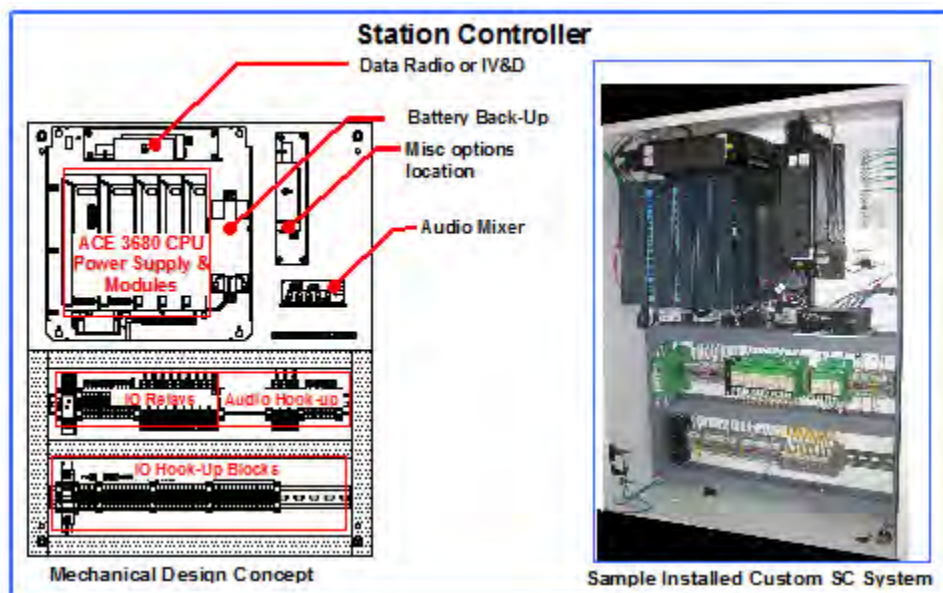 Station Controller
Data Radio or IV&D
Battery Back-Up
Misc options
location
Audio Mixer
ACE 3680 CPU
Power Supply &
Modules
IO Relays
Audio Hook-up
IO Hook-Up Blocks
Mechanical Design Concept
Sample Installed Custom SC System